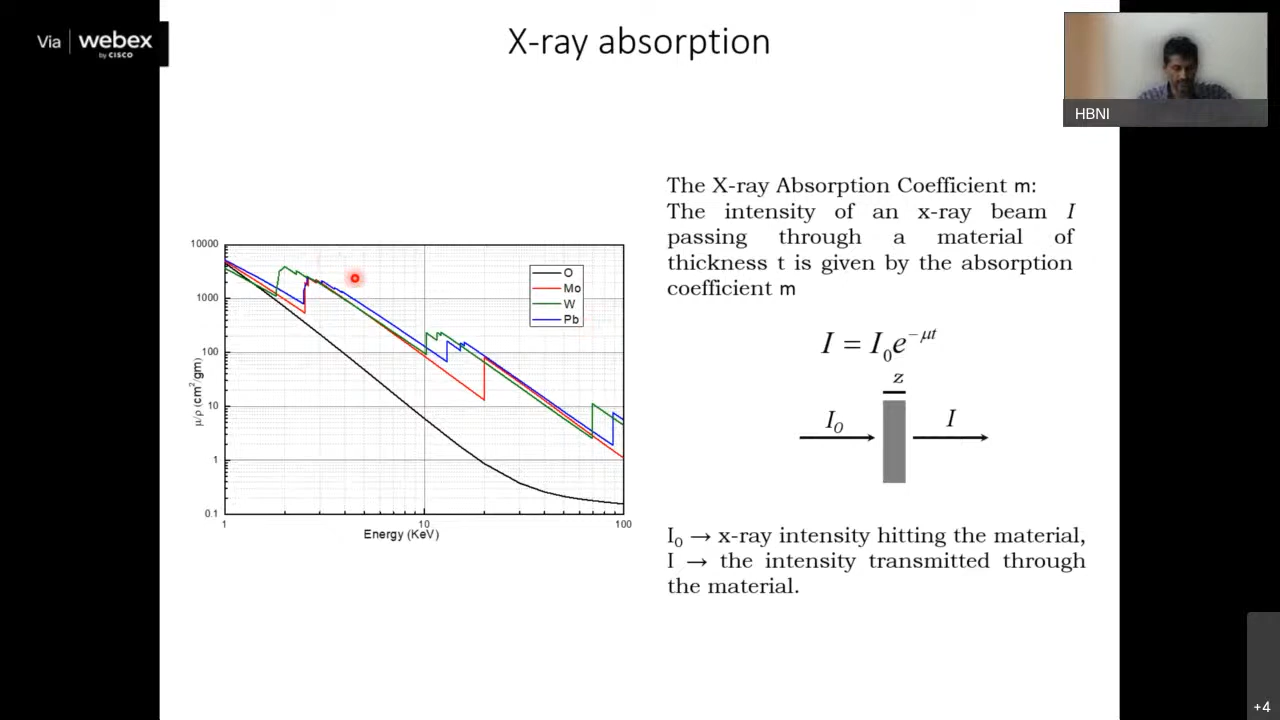 Via | webex
by CISCO
X-ray absorption
HBNI
The X-ray Absorption Coefficient m:
The intensity of an x-ray beam I
passing through a material of
thickness t is given by the absorption
coefficient m
I = I₀e^{−μt}
z
I₀
I
I₀ → x-ray intensity hitting the material,
I → the intensity transmitted through
the material.
10000
1000
100
10
1
0.1
μ/ρ (cm²/gm)
O
Mo
W
Pb
1
10
100
Energy (KeV)
+4